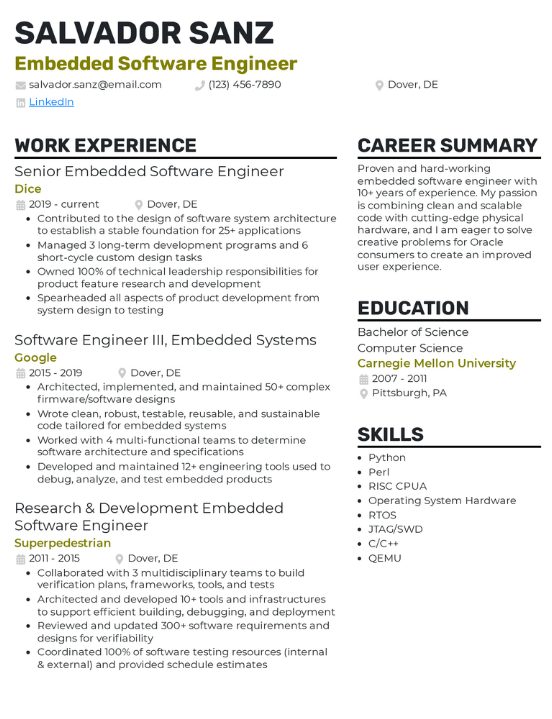 SALVADOR SANZ
Embedded Software Engineer
salvador.sanz@email.com (123) 456-7890 Dover, DE
LinkedIn
WORK EXPERIENCE
Senior Embedded Software Engineer
Dice
2019 - current Dover, DE
• Contributed to the design of software system architecture
to establish a stable foundation for 25+ applications
• Managed 3 long-term development programs and 6
short-cycle custom design tasks
• Owned 100% of technical leadership responsibilities for
product feature research and development
• Spearheaded all aspects of product development from
system design to testing
Software Engineer III, Embedded Systems
Google
2015 - 2019 Dover, DE
• Architected, implemented, and maintained 50+ complex
firmware/software designs
• Wrote clean, robust, testable, reusable, and sustainable
code tailored for embedded systems
• Worked with 4 multi-functional teams to determine
software architecture and specifications
• Developed and maintained 12+ engineering tools used to
debug, analyze, and test embedded products
Research & Development Embedded
Software Engineer
Superpedestrian
2011 - 2015 Dover, DE
• Collaborated with 3 multidisciplinary teams to build
verification plans, frameworks, tools, and tests
• Architected and developed 10+ tools and infrastructures
to support efficient building, debugging, and deployment
• Reviewed and updated 300+ software requirements and
designs for verifiability
• Coordinated 100% of software testing resources (internal
& external) and provided schedule estimates
CAREER SUMMARY
Proven and hard-working
embedded software engineer with
10+ years of experience. My passion
is combining clean and scalable
code with cutting-edge physical
hardware, and I am eager to solve
creative problems for Oracle
consumers to create an improved
user experience.
EDUCATION
Bachelor of Science
Computer Science
Carnegie Mellon University
2007 - 2011
Pittsburgh, PA
SKILLS
• Python
• Perl
• RISC CPUA
• Operating System Hardware
• RTOS
• JTAG/SWD
• C/C++
• QEMU